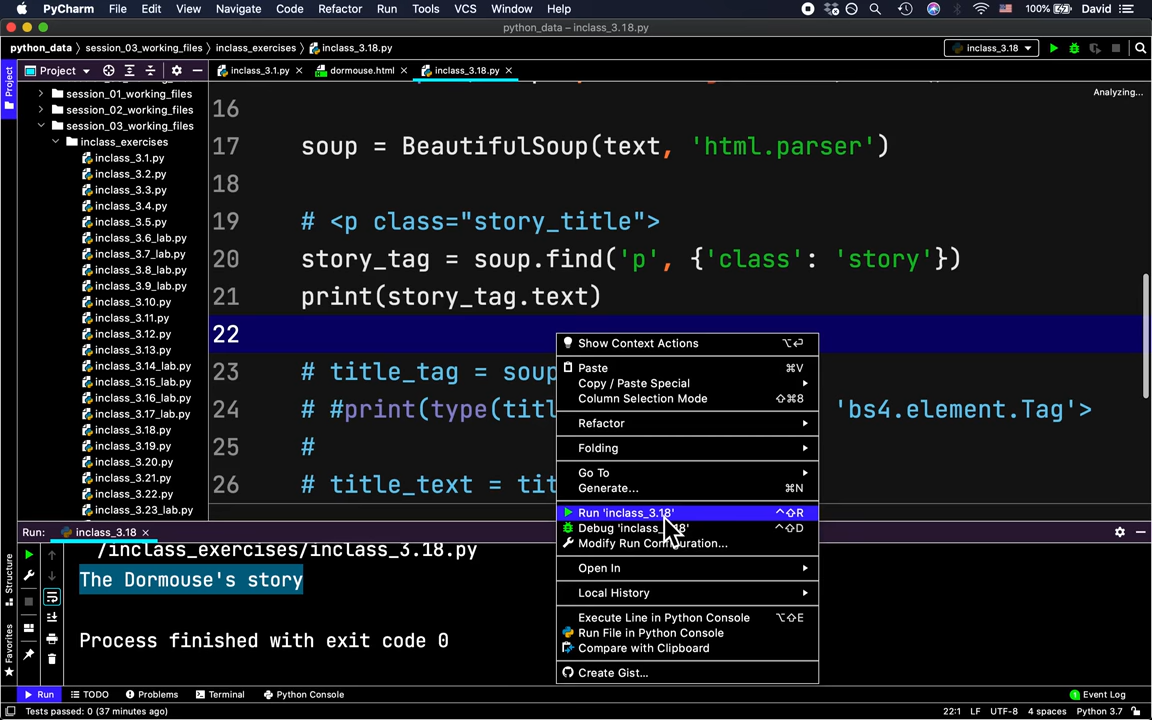 PyCharm File Edit View Navigate Code Refactor Run Tools VCS Window Help 100% David
python_data – inclass_3.18.py
python_data session_03_working_files inclass_exercises inclass_3.18.py inclass_3.18
Project inclass_3.1.py dormouse.html inclass_3.18.py
Project
Analyzing...
session_01_working_files
session_02_working_files
session_03_working_files
inclass_exercises
inclass_3.1.py
inclass_3.2.py
inclass_3.3.py
inclass_3.4.py
inclass_3.5.py
inclass_3.6_lab.py
inclass_3.7_lab.py
inclass_3.8_lab.py
inclass_3.9_lab.py
inclass_3.10.py
inclass_3.11.py
inclass_3.12.py
inclass_3.13.py
inclass_3.14_lab.py
inclass_3.15_lab.py
inclass_3.16_lab.py
inclass_3.17_lab.py
inclass_3.18.py
inclass_3.19.py
inclass_3.20.py
inclass_3.21.py
inclass_3.22.py
inclass_3.23_lab.py
16
17 soup = BeautifulSoup(text, 'html.parser')
18
19 # <p class="story_title">
20 story_tag = soup.find('p', {'class': 'story'})
21 print(story_tag.text)
22
23 # title_tag = soup
24 # #print(type(titl 'bs4.element.Tag'>
25 #
26 # title_text = tit
Show Context Actions ⌥⏎
Paste ⌘V
Copy / Paste Special
Column Selection Mode ⇧⌘8
Refactor
Folding
Go To
Generate... ⌘N
Run 'inclass_3.18' ^⇧R
Debug 'inclass_ 18' ^⇧D
Modify Run Configuration...
Open In
Local History
Execute Line in Python Console ⌥⇧E
Run File in Python Console
Compare with Clipboard
Create Gist...
Run: inclass_3.18
/inclass_exercises/inclass_3.18.py
The Dormouse's story
Process finished with exit code 0
Structure
Favorites
Run TODO Problems Terminal Python Console 1 Event Log
Tests passed: 0 (37 minutes ago) 22:1 LF UTF-8 4 spaces Python 3.7